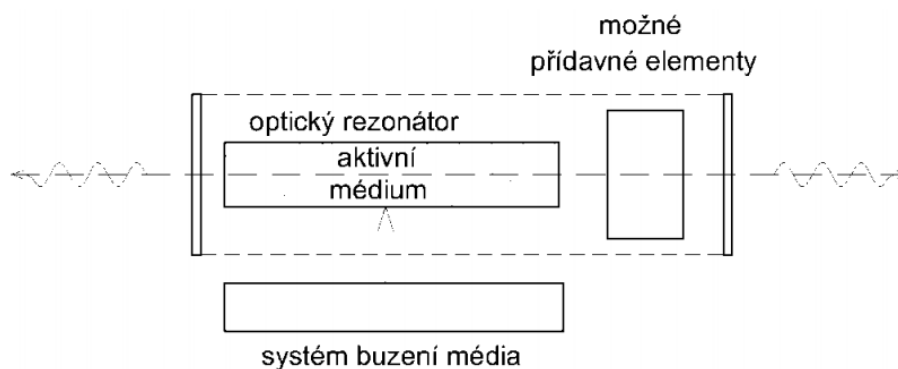 možné
přídavné elementy
optický rezonátor
aktivní
médium
systém buzení média